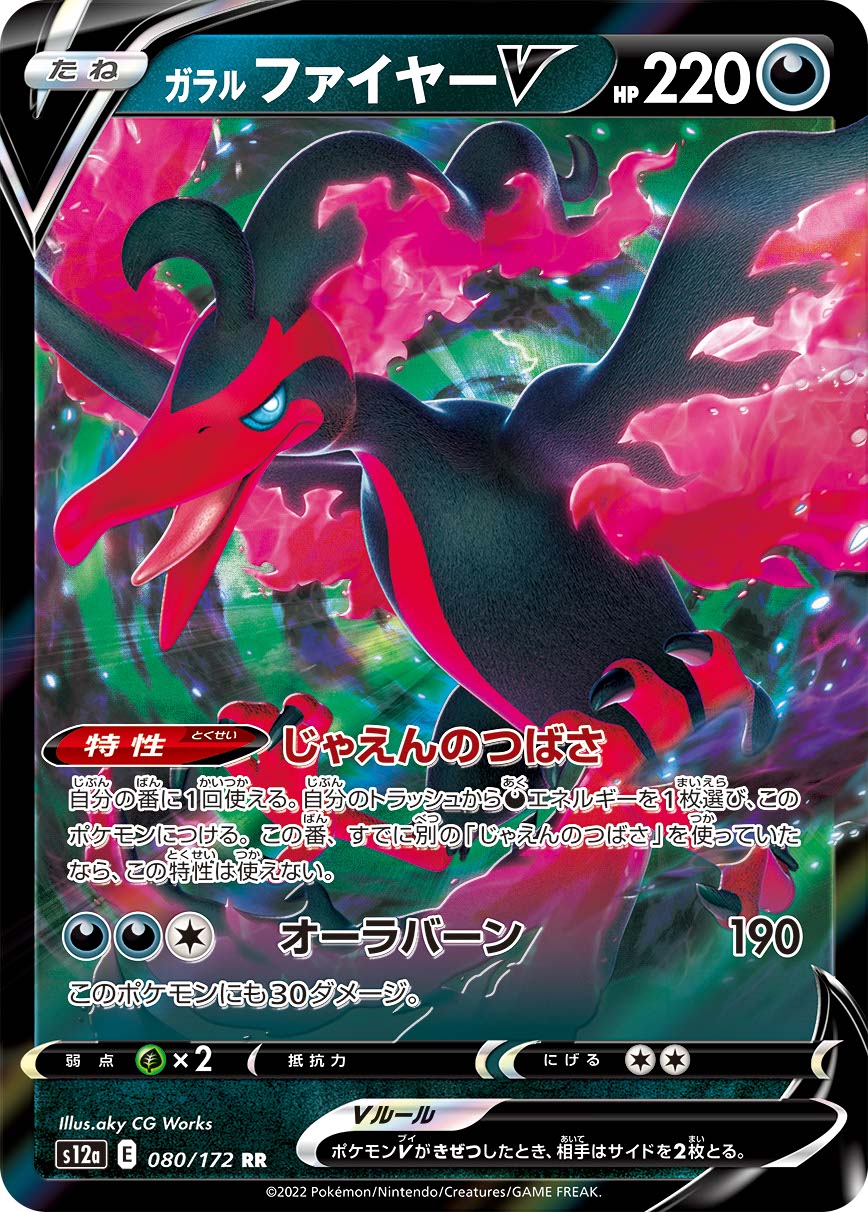 たね
ガラル ファイヤーV
HP 220
特性 とくせい じゃえんのつばさ
自分の番に1回使える。自分のトラッシュからエネルギーを1枚選び、この
ポケモンにつける。この番、すでに別の「じゃえんのつばさ」を使っていた
なら、この特性は使えない。
オーラバーン 190
このポケモンにも30ダメージ。
弱点 ×2 抵抗力 にげる
Illus.aky CG Works
Vルール
ポケモンVがきぜつしたとき、相手はサイドを2枚とる。
s12a E 080/172 RR
©2022 Pokémon/Nintendo/Creatures/GAME FREAK.